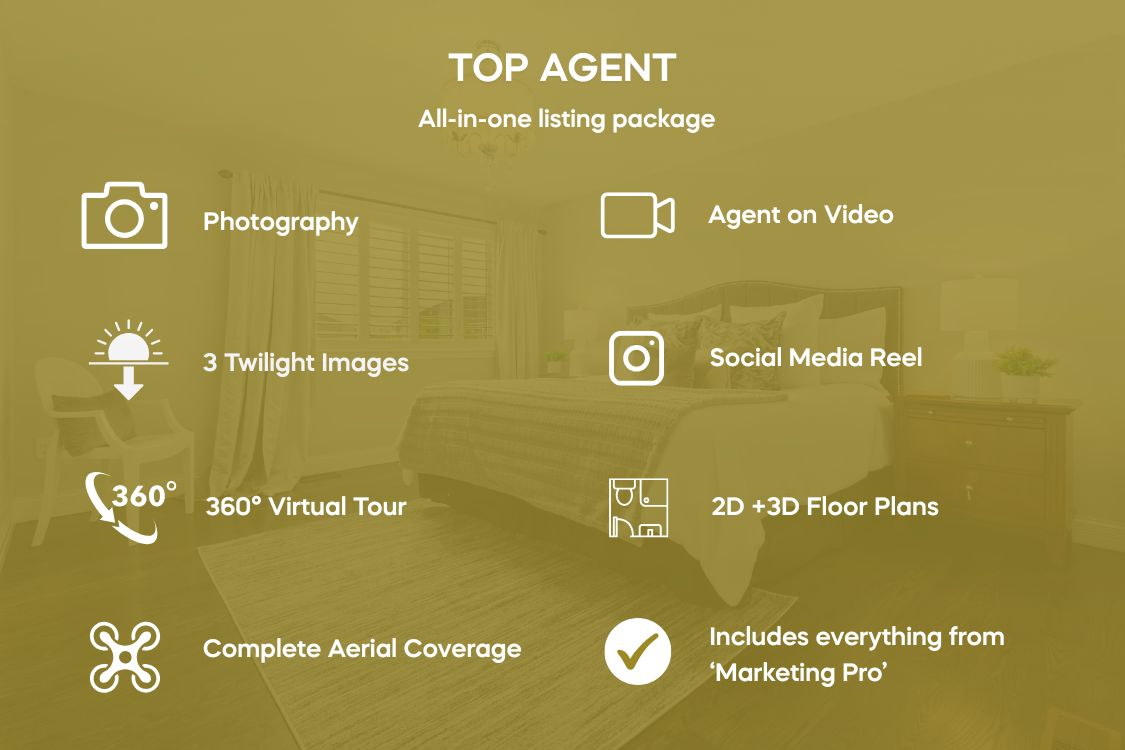 TOP AGENT
All-in-one listing package
Photography
Agent on Video
3 Twilight Images
Social Media Reel
360°
360° Virtual Tour
2D +3D Floor Plans
Complete Aerial Coverage
Includes everything from
‘Marketing Pro’